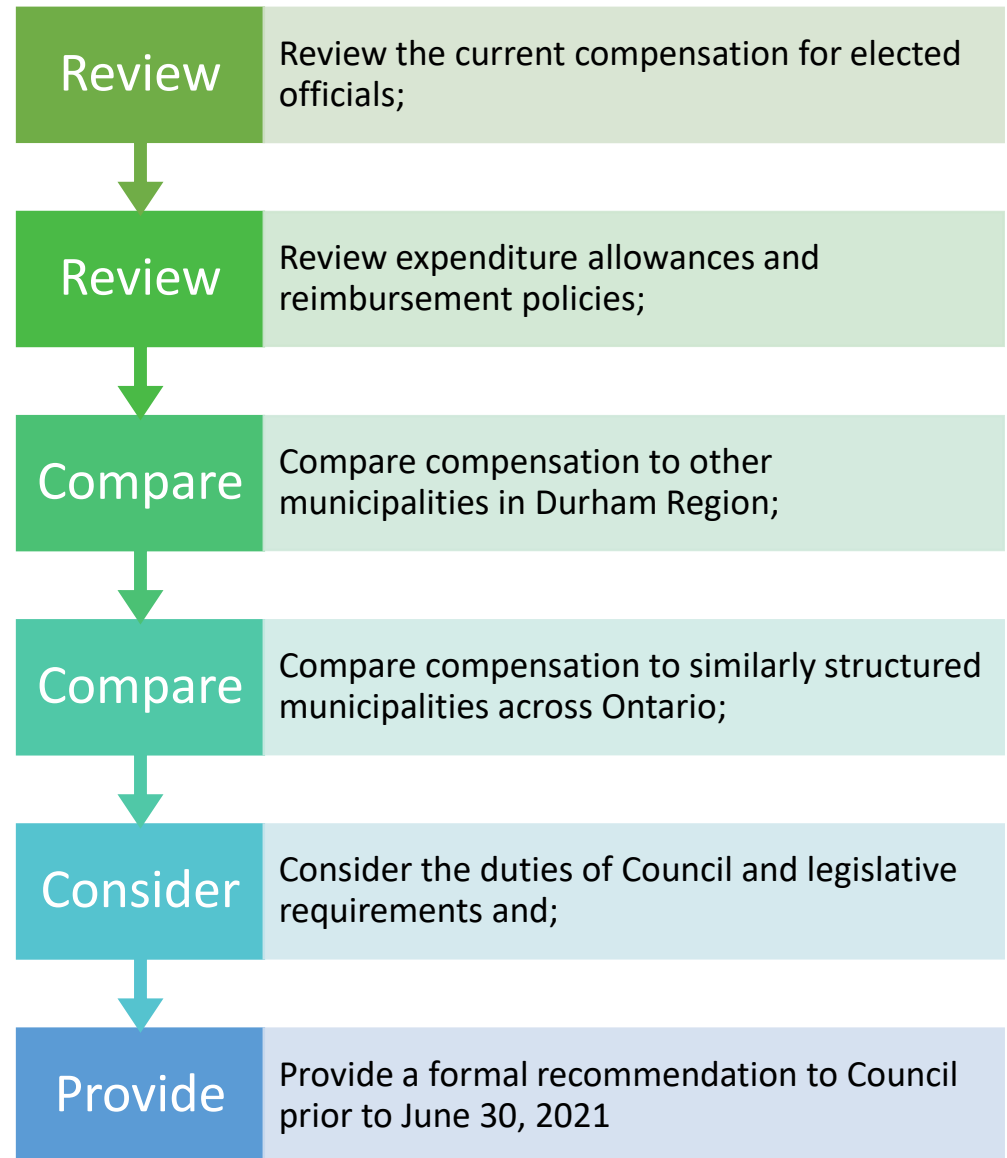 Review
Review the current compensation for elected
officials;
Review
Review expenditure allowances and
reimbursement policies;
Compare
Compare compensation to other
municipalities in Durham Region;
Compare
Compare compensation to similarly structured
municipalities across Ontario;
Consider
Consider the duties of Council and legislative
requirements and;
Provide
Provide a formal recommendation to Council
prior to June 30, 2021